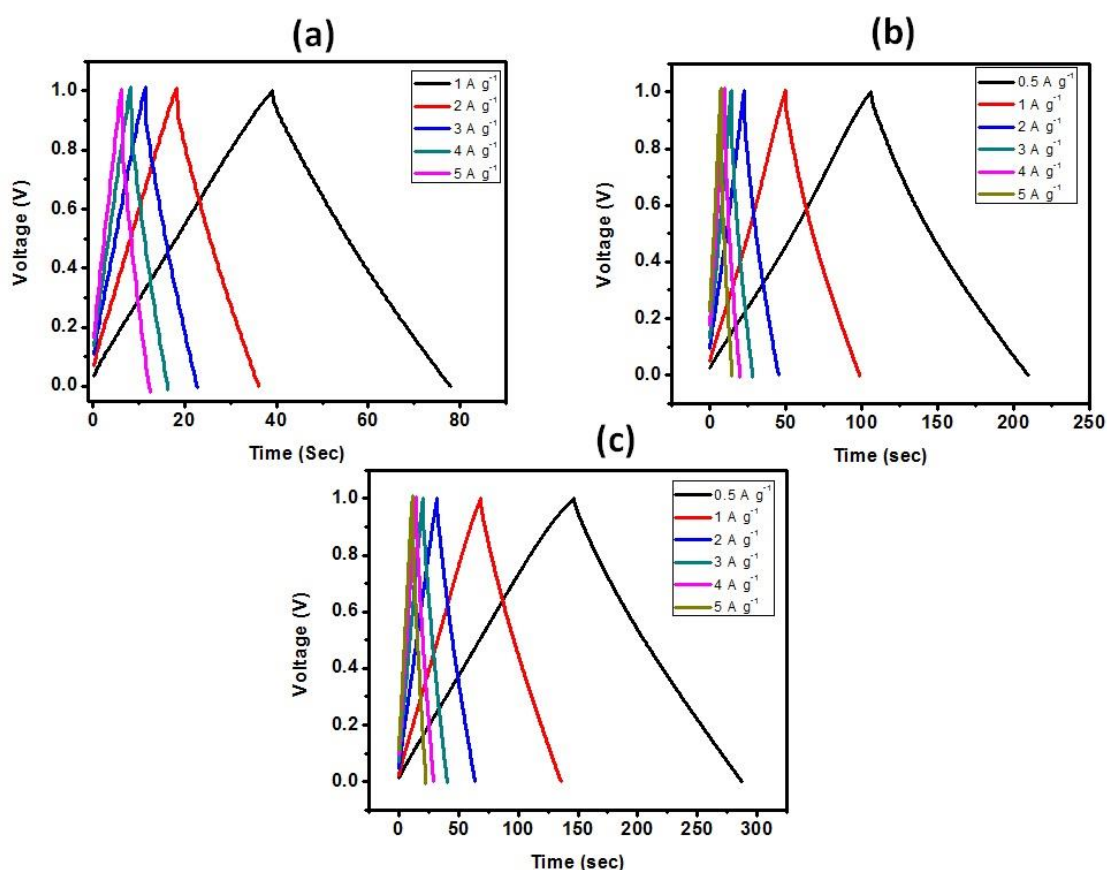 (a)
1.0
0.8
0.6
0.4
0.2
0.0
Voltage (V)
1 A g⁻¹
2 A g⁻¹
3 A g⁻¹
4 A g⁻¹
5 A g⁻¹
0 20 40 60 80
Time (Sec)
(b)
1.0
0.8
0.6
0.4
0.2
0.0
Voltage (V)
0.5 A g⁻¹
1 A g⁻¹
2 A g⁻¹
3 A g⁻¹
4 A g⁻¹
5 A g⁻¹
0 50 100 150 200 250
Time (sec)
(c)
1.0
0.8
0.6
0.4
0.2
0.0
Voltage (V)
0.5 A g⁻¹
1 A g⁻¹
2 A g⁻¹
3 A g⁻¹
4 A g⁻¹
5 A g⁻¹
0 50 100 150 200 250 300
Time (sec)